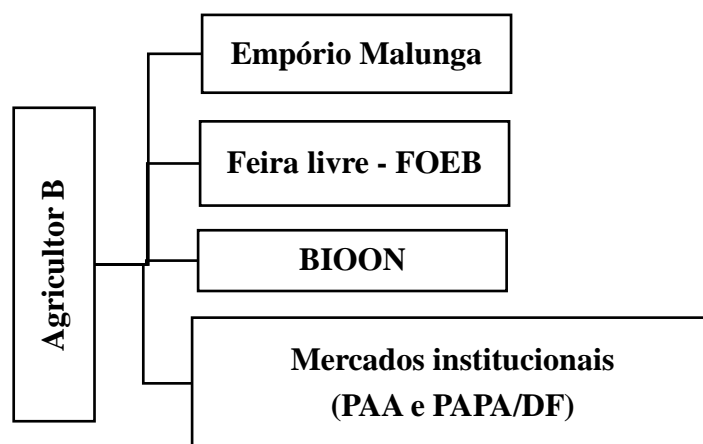 Agricultor B
Empório Malunga
Feira livre - FOEB
BIOON
Mercados institucionais
(PAA e PAPA/DF)